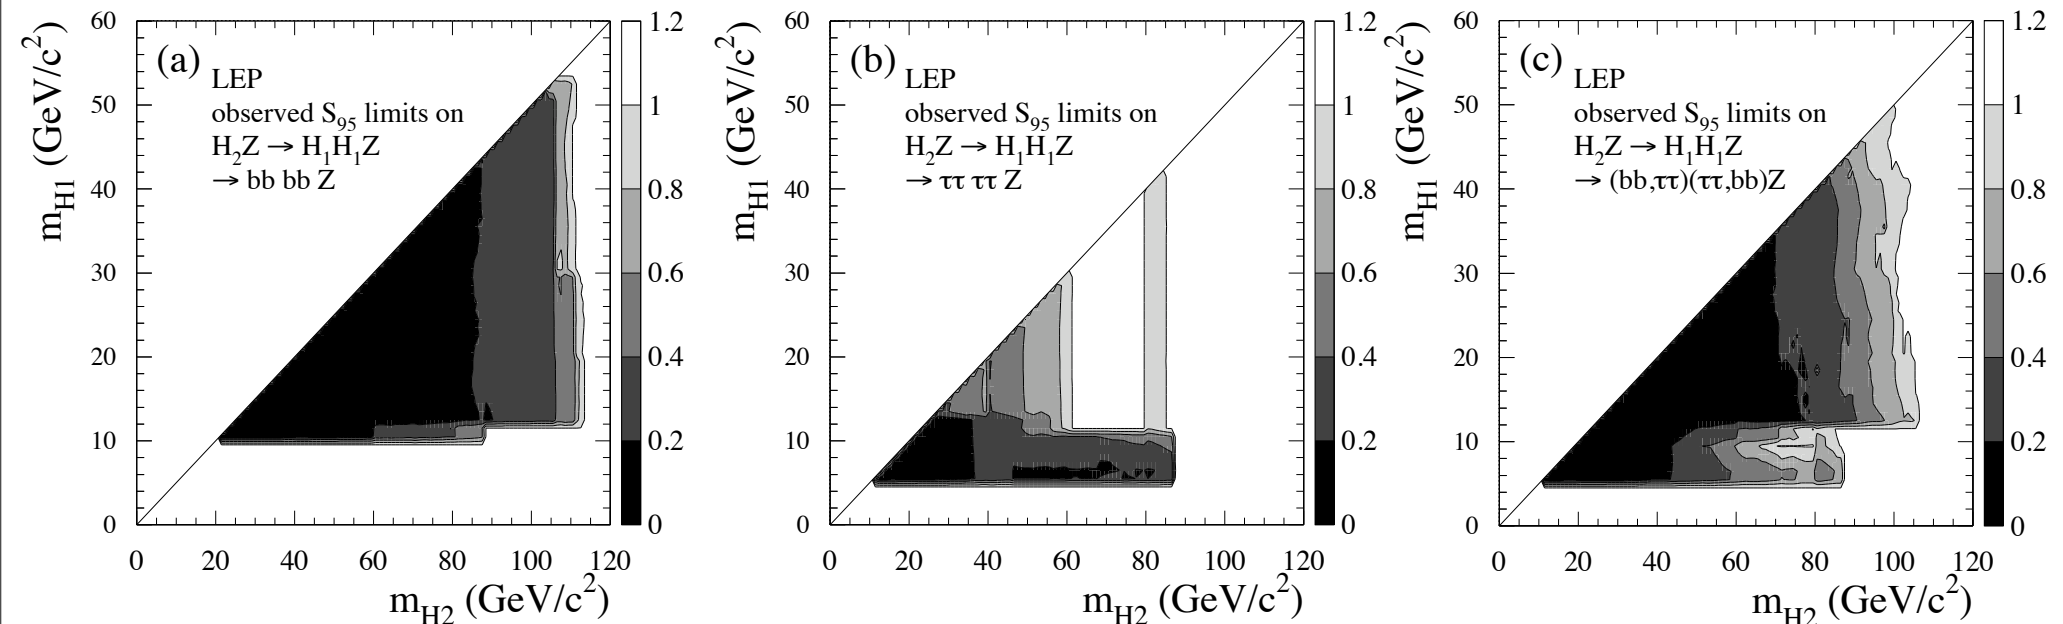 (a)
LEP
observed S95 limits on
H2Z → H1H1Z
→ bb bb Z
mH1 (GeV/c2)
60
50
40
30
20
10
0
0 20 40 60 80 100 120
mH2 (GeV/c2)
1.2
1
0.8
0.6
0.4
0.2
0
(b)
LEP
observed S95 limits on
H2Z → H1H1Z
→ ττ ττ Z
mH1 (GeV/c2)
60
50
40
30
20
10
0
0 20 40 60 80 100 120
mH2 (GeV/c2)
1.2
1
0.8
0.6
0.4
0.2
0
(c)
LEP
observed S95 limits on
H2Z → H1H1Z
→ (bb,ττ)(ττ,bb)Z
mH1 (GeV/c2)
60
50
40
30
20
10
0
0 20 40 60 80 100 120
mH2 (GeV/c2)
1.2
1
0.8
0.6
0.4
0.2
0